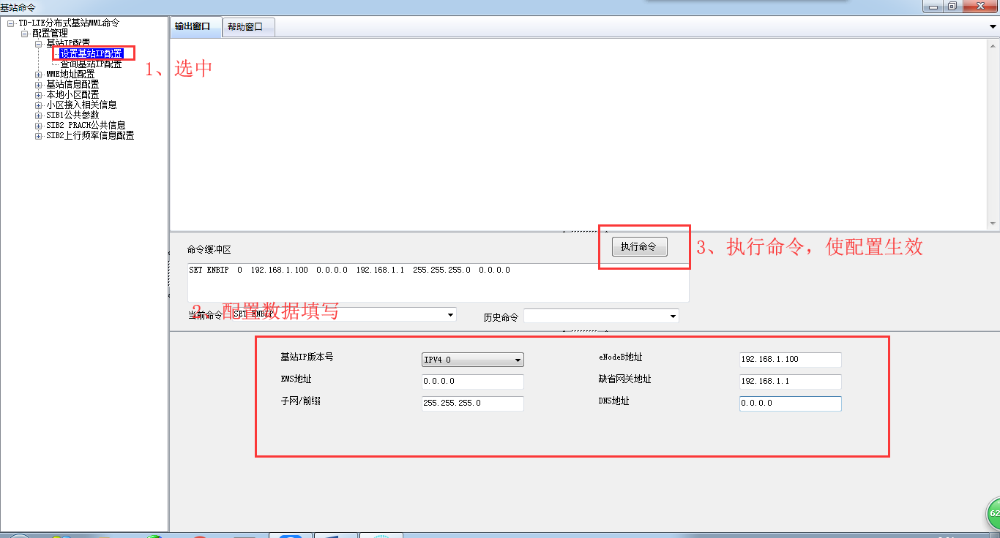 基站命令
TD-LTE分布式基站MML命令
配置管理
基站IP配置
设置基站IP配置
查询基站IP配置
MME地址配置
基站信息配置
本地小区配置
小区接入相关信息
SIB1公共参数
SIB2 PRACH公共信息
SIB2上行频率信息配置
1、选中
输出窗口 帮助窗口
命令缓冲区
执行命令
3、执行命令，使配置生效
SET ENBIP 0 192.168.1.100 0.0.0.0 192.168.1.1 255.255.255.0 0.0.0.0
2、配置数据填写
当前命令 SET ENBIP
历史命令
基站IP版本号 IPV4 0 eNodeB地址 192.168.1.100
EMS地址 0.0.0.0 缺省网关地址 192.168.1.1
子网/前缀 255.255.255.0 DNS地址 0.0.0.0
62